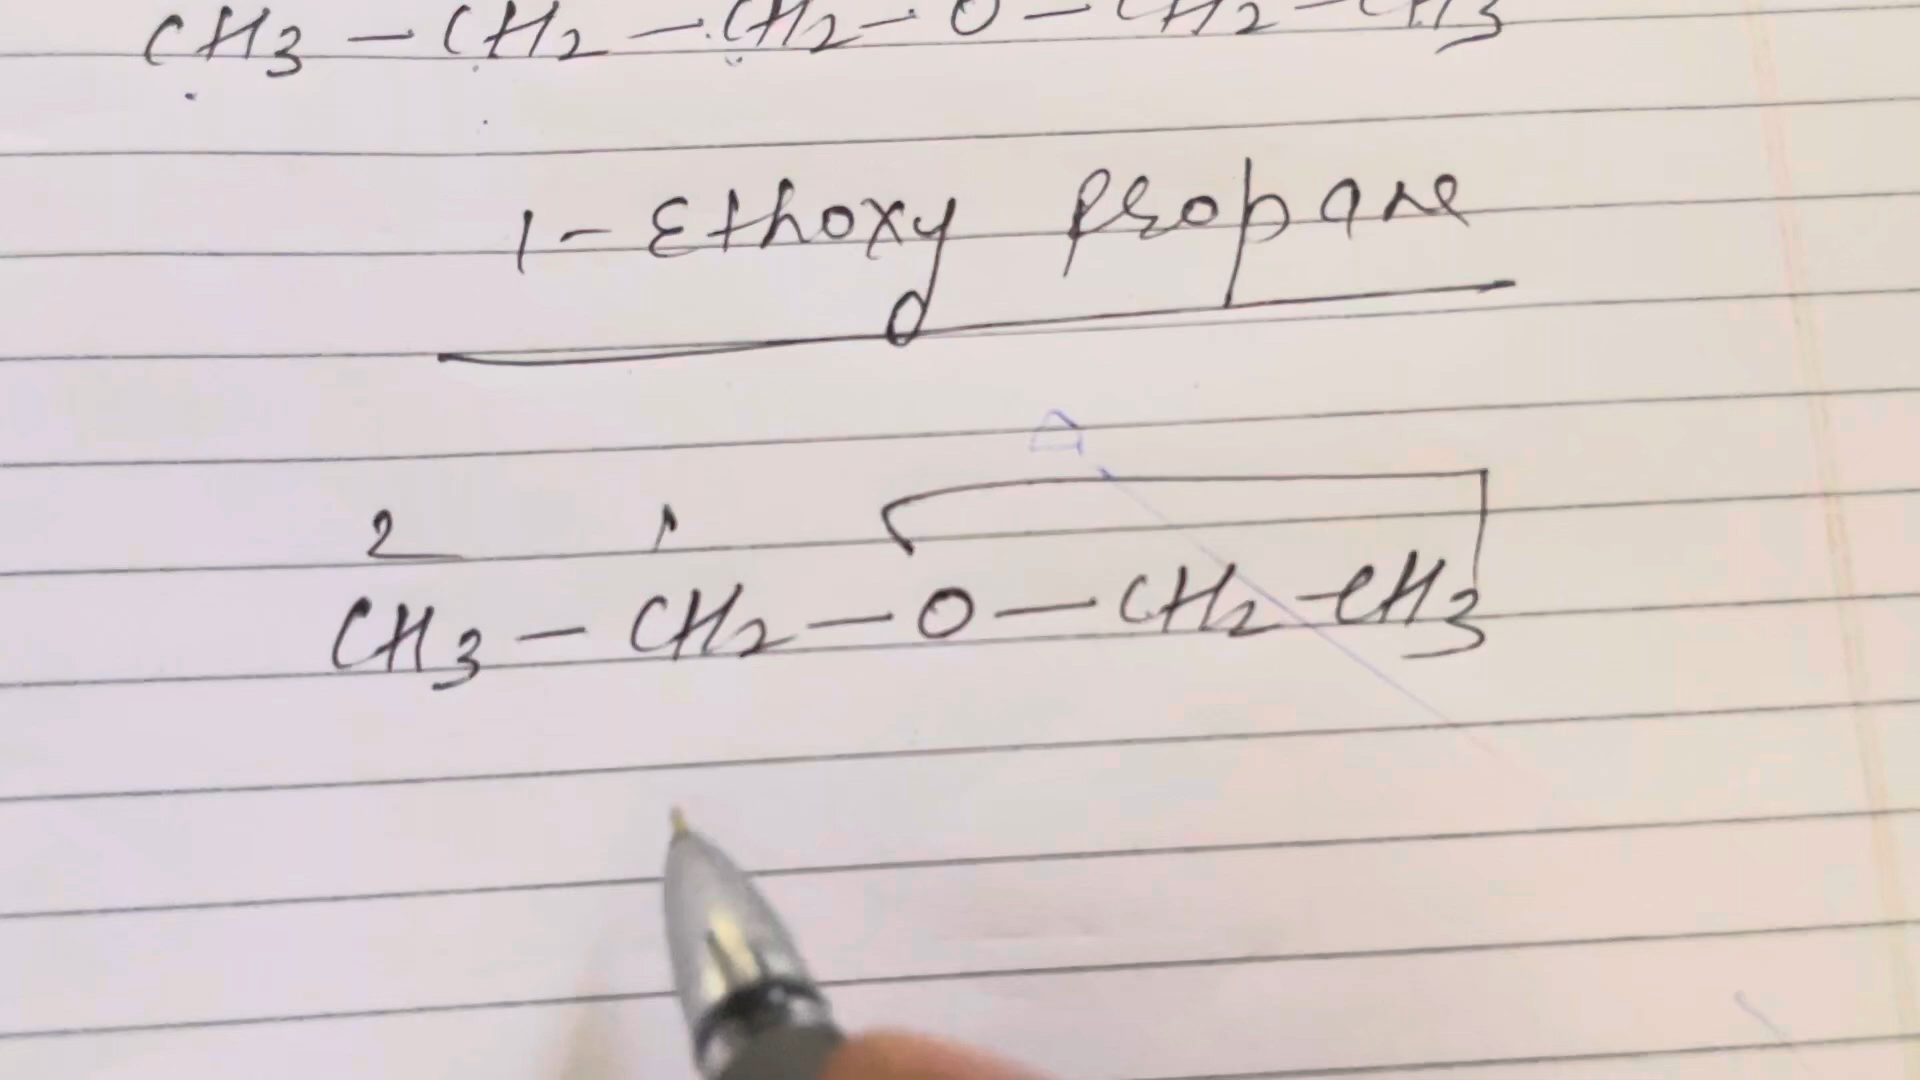 CH3 - CH2 - CH2 - O - CH2 - CH3
1 - Ethoxy Propane
2 1
CH3 - CH2 - O - CH2 - CH3